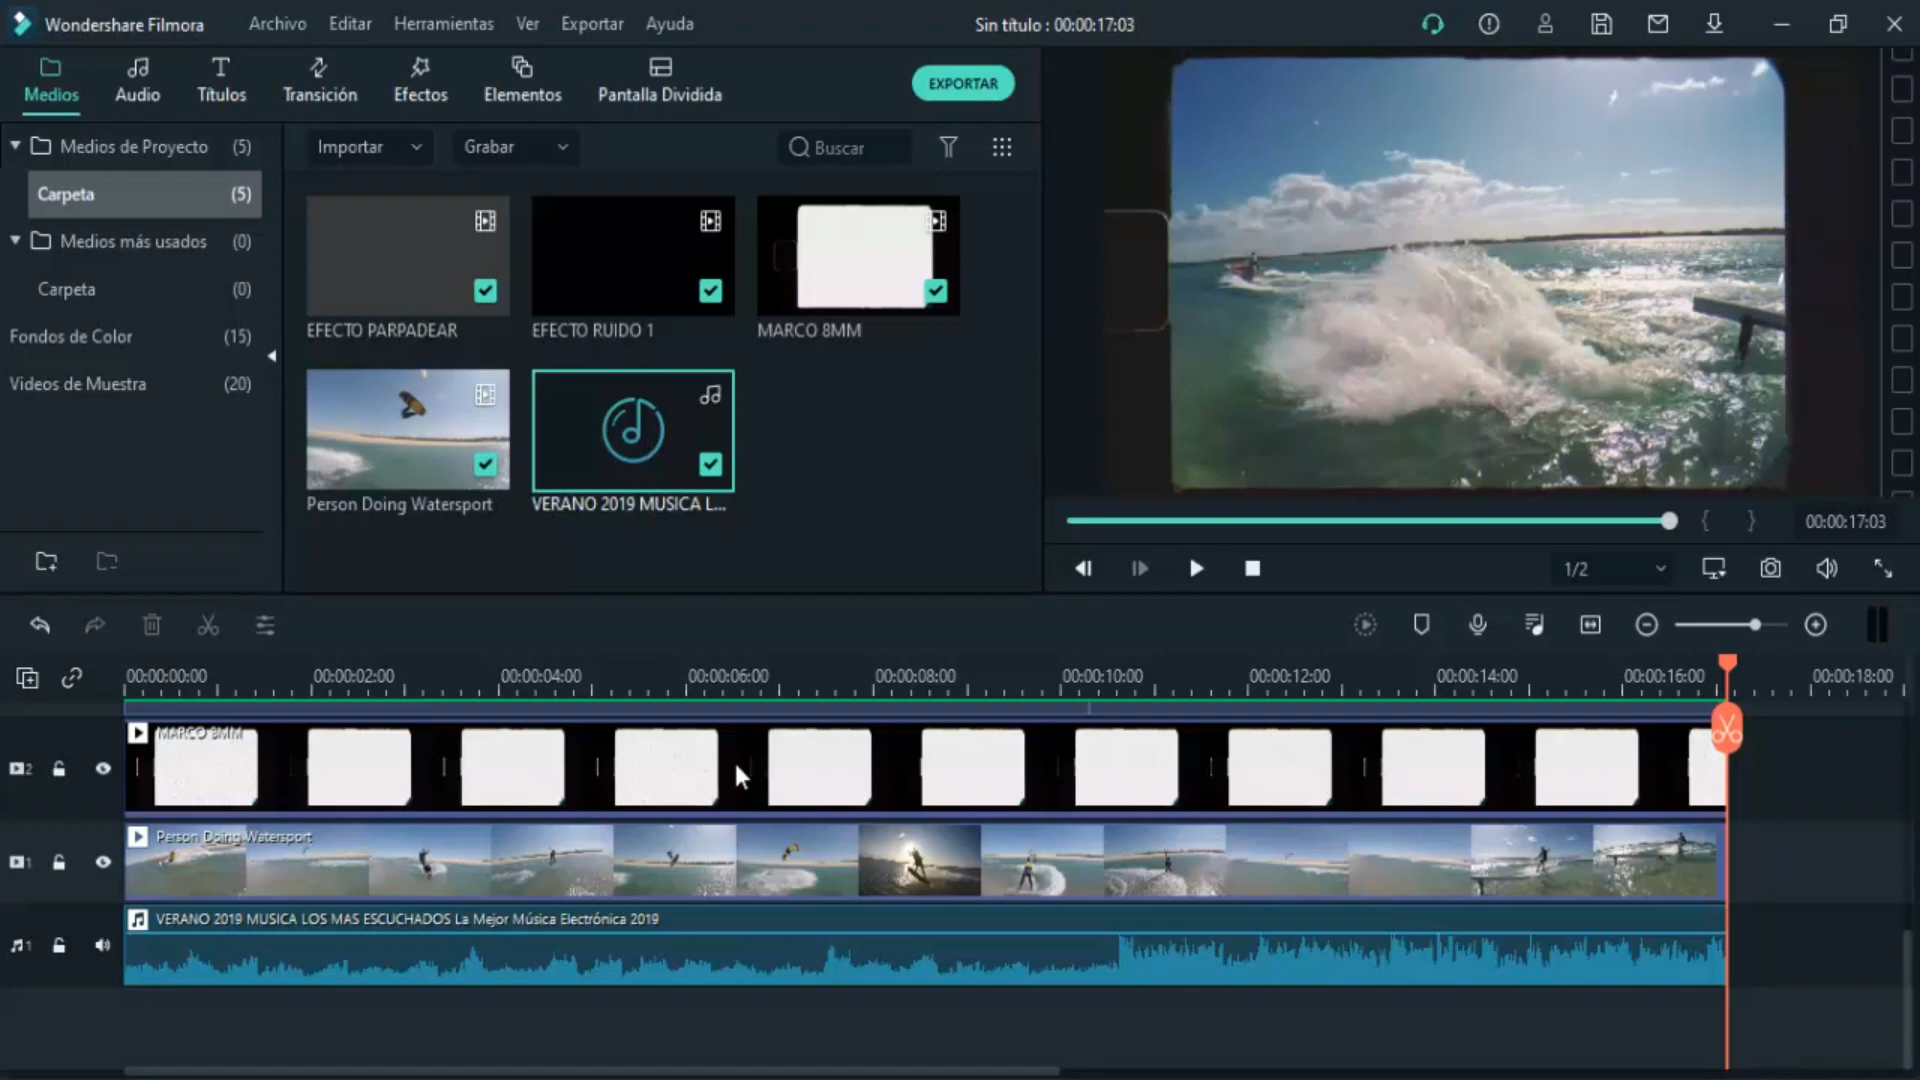 Wondershare Filmora
Archivo
Editar
Herramientas
Ver
Exportar
Ayuda
Sin título : 00:00:17:03
Medios
Audio
Títulos
Transición
Efectos
Elementos
Pantalla Dividida
EXPORTAR
Medios de Proyecto (5)
Carpeta (5)
Medios más usados (0)
Carpeta (0)
Fondos de Color (15)
Videos de Muestra (20)
Importar
Grabar
Buscar
EFECTO PARPADEAR
EFECTO RUIDO 1
MARCO 8MM
Person Doing Watersport
VERANO 2019 MUSICA L...
{ }
00:00:17:03
1/2
00:00:00:00
00:00:02:00
00:00:04:00
00:00:06:00
00:00:08:00
00:00:10:00
00:00:12:00
00:00:14:00
00:00:16:00
00:00:18:00
2
MARCO 8MM
1
Person Doing Watersport
1
VERANO 2019 MUSICA LOS MAS ESCUCHADOS La Mejor Música Electrónica 2019